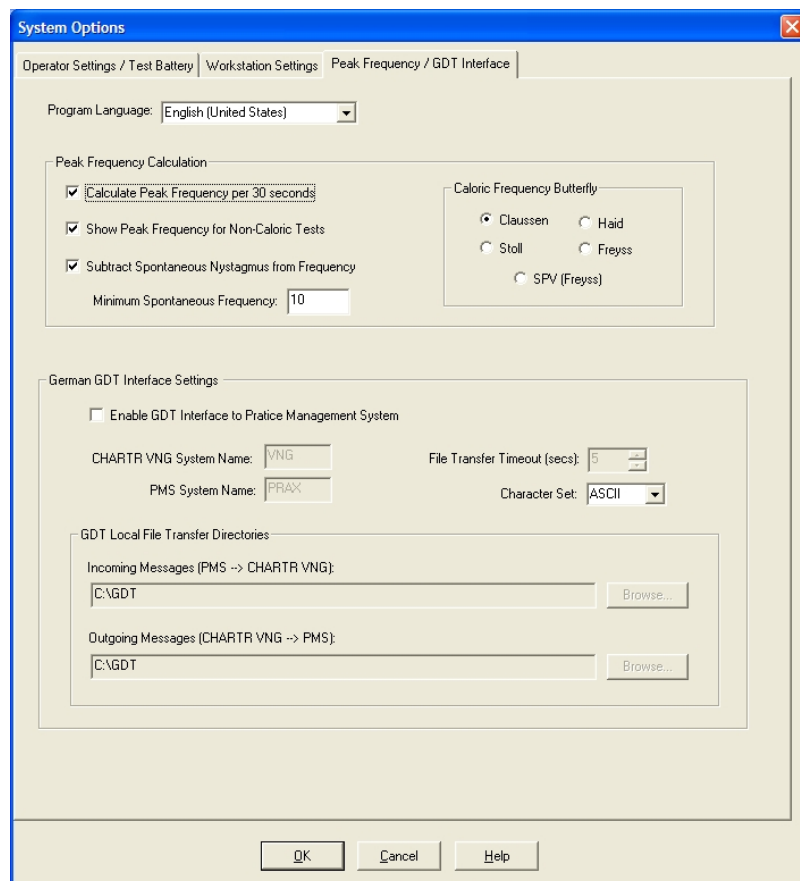 System Options
Operator Settings / Test Battery Workstation Settings Peak Frequency / GDT Interface
Program Language: English (United States)
Peak Frequency Calculation
Calculate Peak Frequency per 30 seconds
Caloric Frequency Butterfly
Claussen Haid
Show Peak Frequency for Non-Caloric Tests
Stoll Freyss
Subtract Spontaneous Nystagmus from Frequency
SPV (Freyss)
Minimum Spontaneous Frequency: 10
German GDT Interface Settings
Enable GDT Interface to Pratice Management System
CHARTR VNG System Name: VNG File Transfer Timeout (secs): 5
PMS System Name: PRAX Character Set: ASCII
GDT Local File Transfer Directories
Incoming Messages (PMS --> CHARTR VNG):
C:\GDT Browse...
Outgoing Messages (CHARTR VNG --> PMS):
C:\GDT Browse...
OK Cancel Help